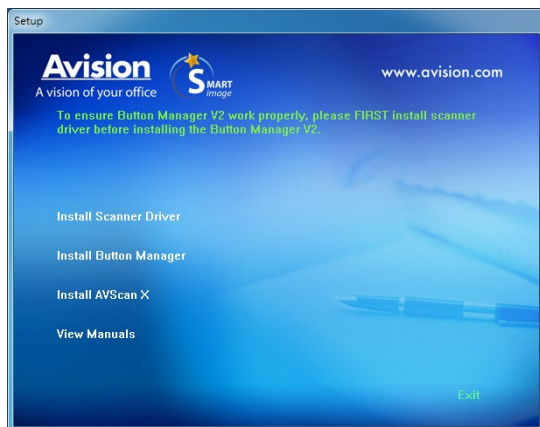 Setup
Avision
A vision of your office
SMART
image
www.avision.com
To ensure Button Manager V2 work properly, please FIRST install scanner
driver before installing the Button Manager V2.
Install Scanner Driver
Install Button Manager
Install AVScan X
View Manuals
Exit